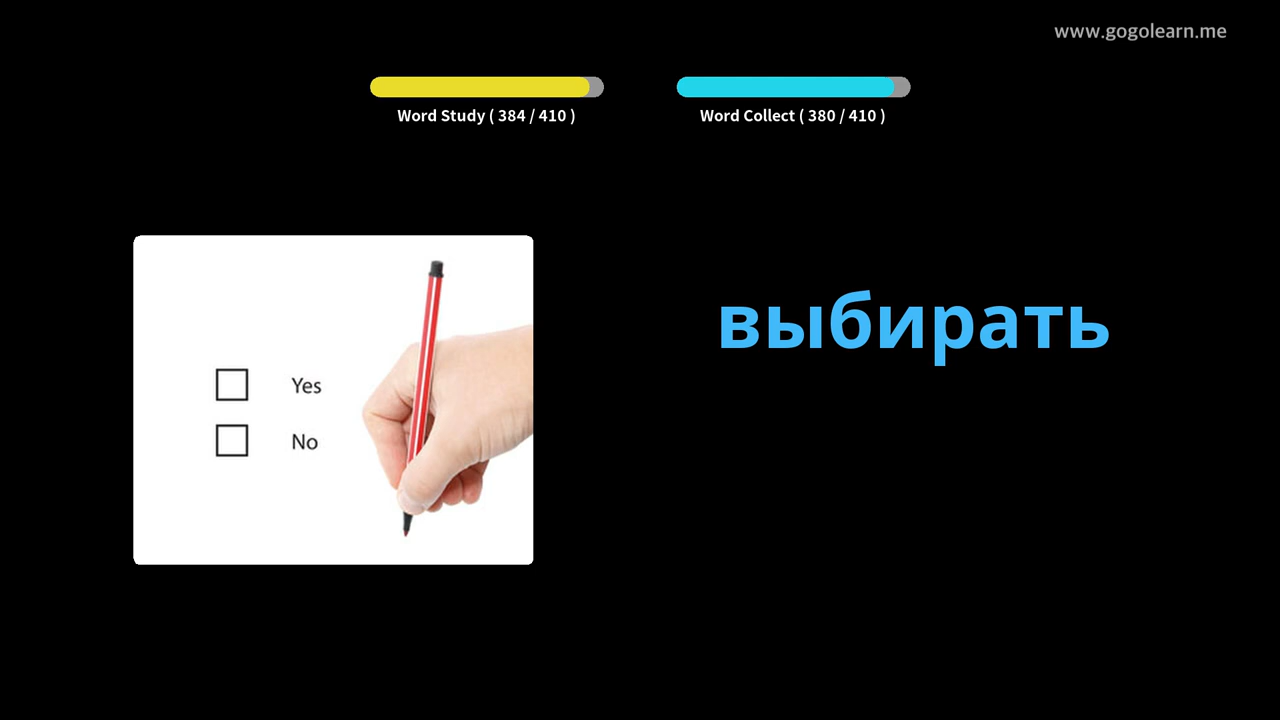 www.gogolearn.me
Word Study ( 384 / 410 )
Word Collect ( 380 / 410 )
Yes
No
выбирать